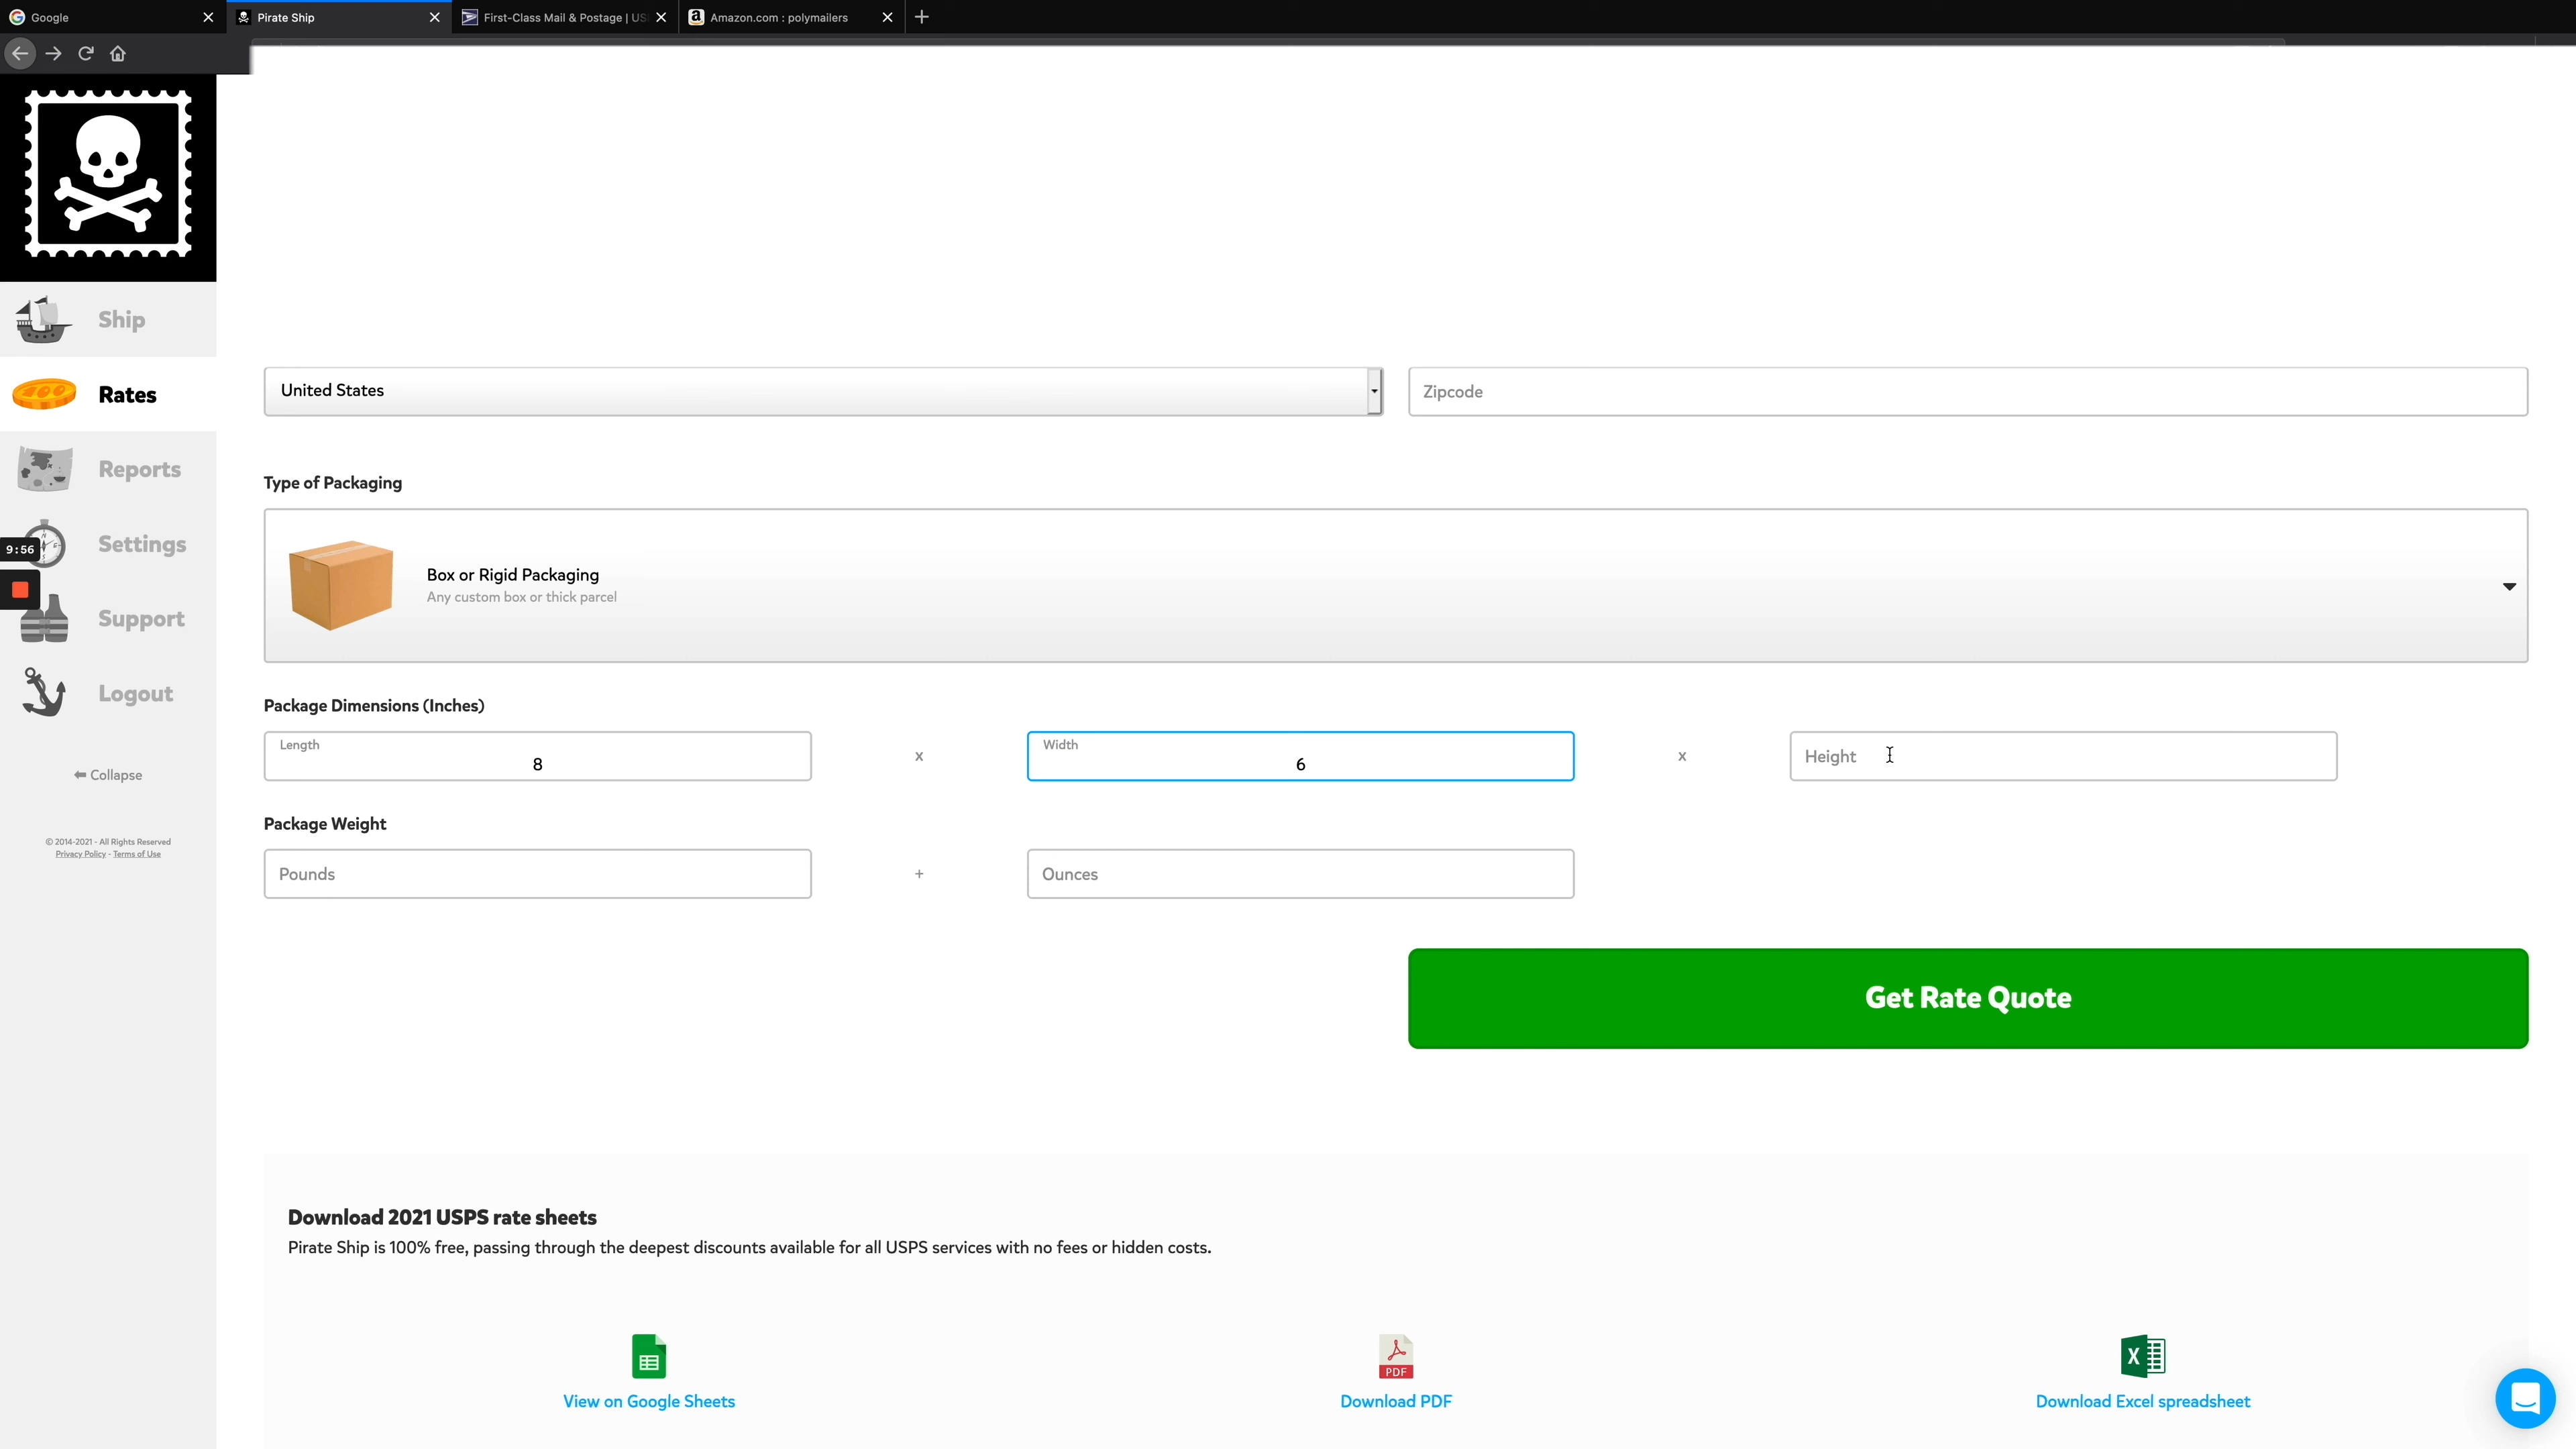 Google
Pirate Ship
First-Class Mail & Postage | US
Amazon.com : polymailers
Ship
Rates
Reports
Settings
9:56
Support
Logout
Collapse
© 2014-2021 - All Rights Reserved
Privacy Policy - Terms of Use
United States
Zipcode
Type of Packaging
Box or Rigid Packaging
Any custom box or thick parcel
Package Dimensions (Inches)
Length
8
x
Width
6
x
Height
Package Weight
Pounds
+
Ounces
Get Rate Quote
Download 2021 USPS rate sheets
Pirate Ship is 100% free, passing through the deepest discounts available for all USPS services with no fees or hidden costs.
View on Google Sheets
PDF
Download PDF
X
Download Excel spreadsheet